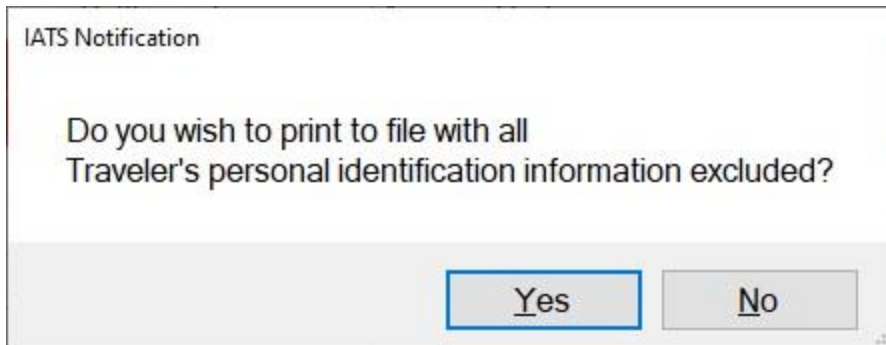 IATS Notification
Do you wish to print to file with all
Traveler's personal identification information excluded?
Yes
No